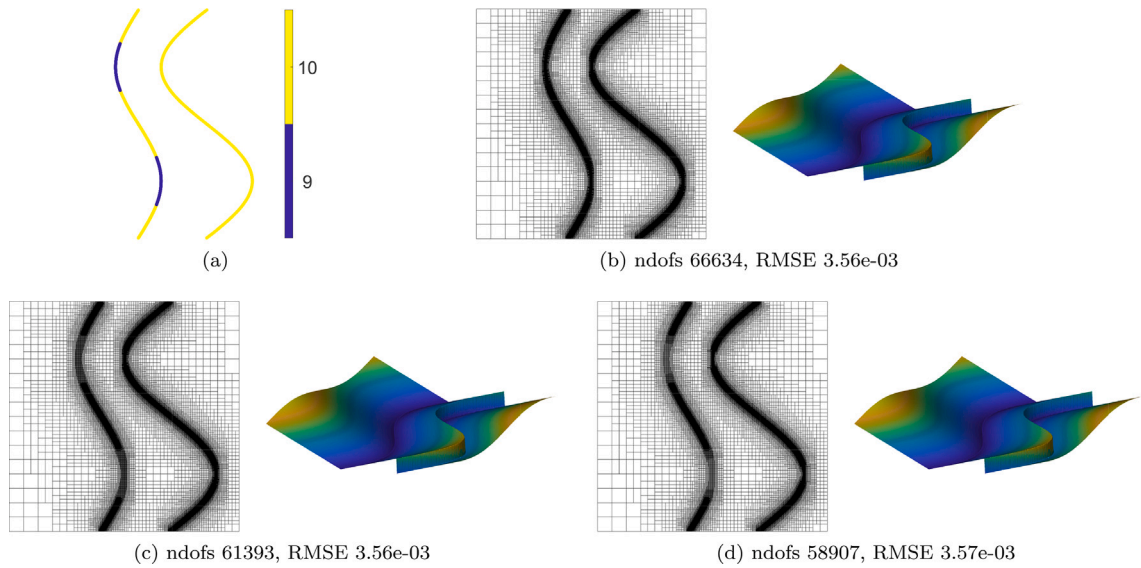 10
9
(a)
(b) ndofs 66634, RMSE 3.56e-03
(c) ndofs 61393, RMSE 3.56e-03
(d) ndofs 58907, RMSE 3.57e-03